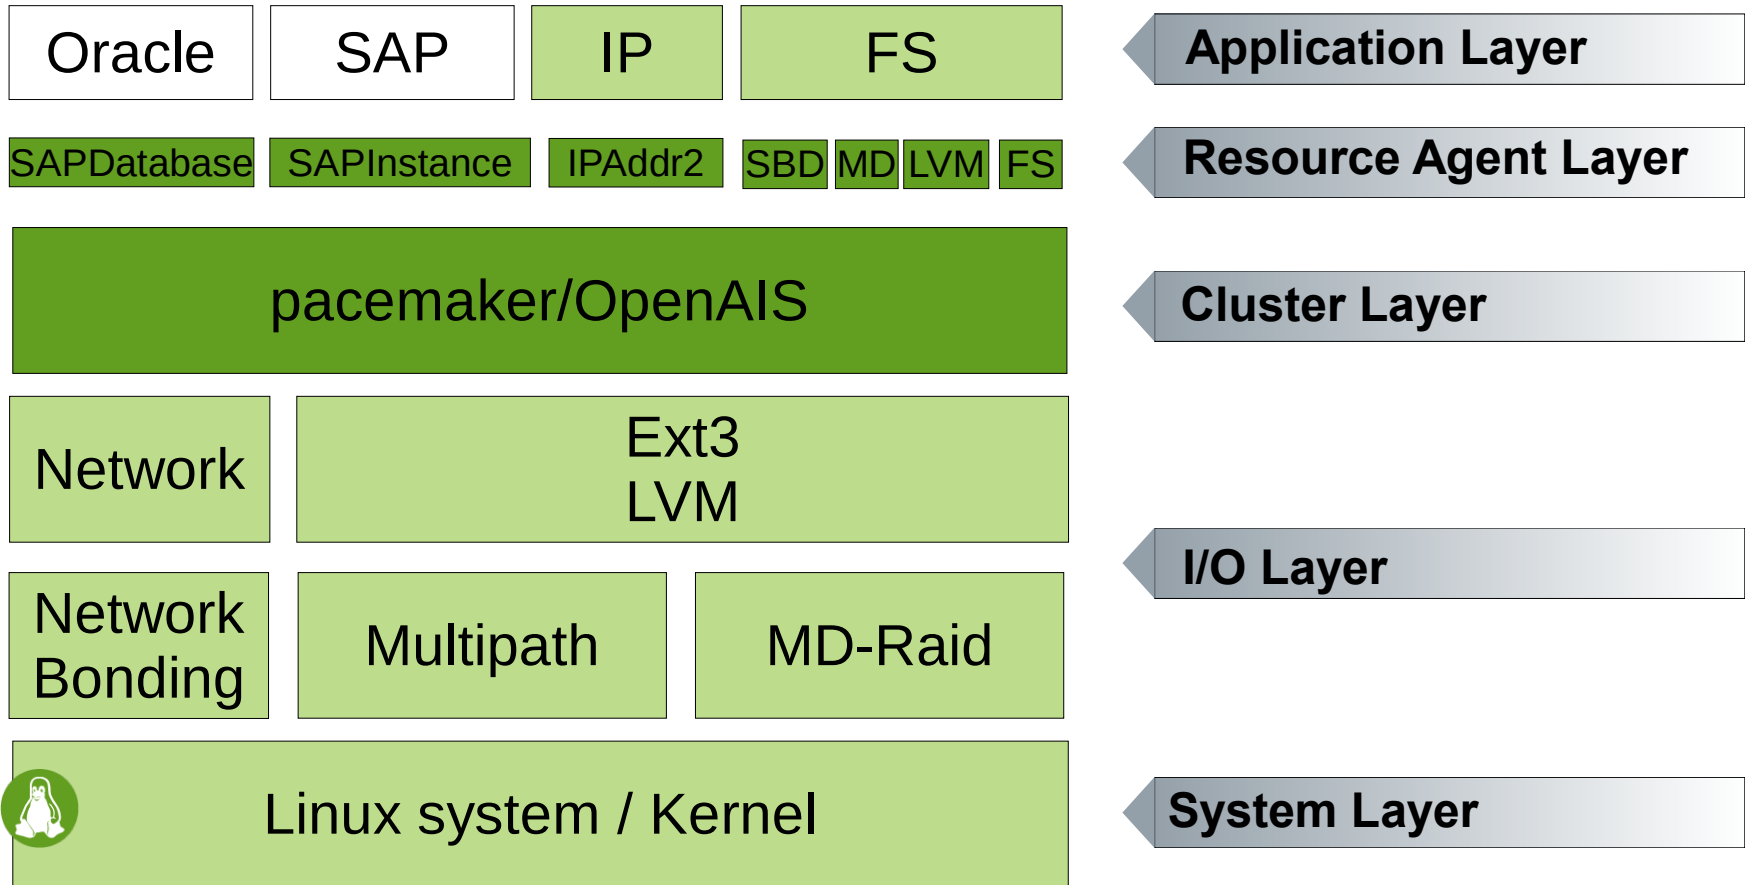 Oracle SAP IP FS Application Layer
SAPDatabase SAPInstance IPAddr2 SBD MD LVM FS Resource Agent Layer
pacemaker/OpenAIS Cluster Layer
Network
Ext3
LVM
I/O Layer
Network
Bonding
Multipath
MD-Raid
Linux system / Kernel System Layer